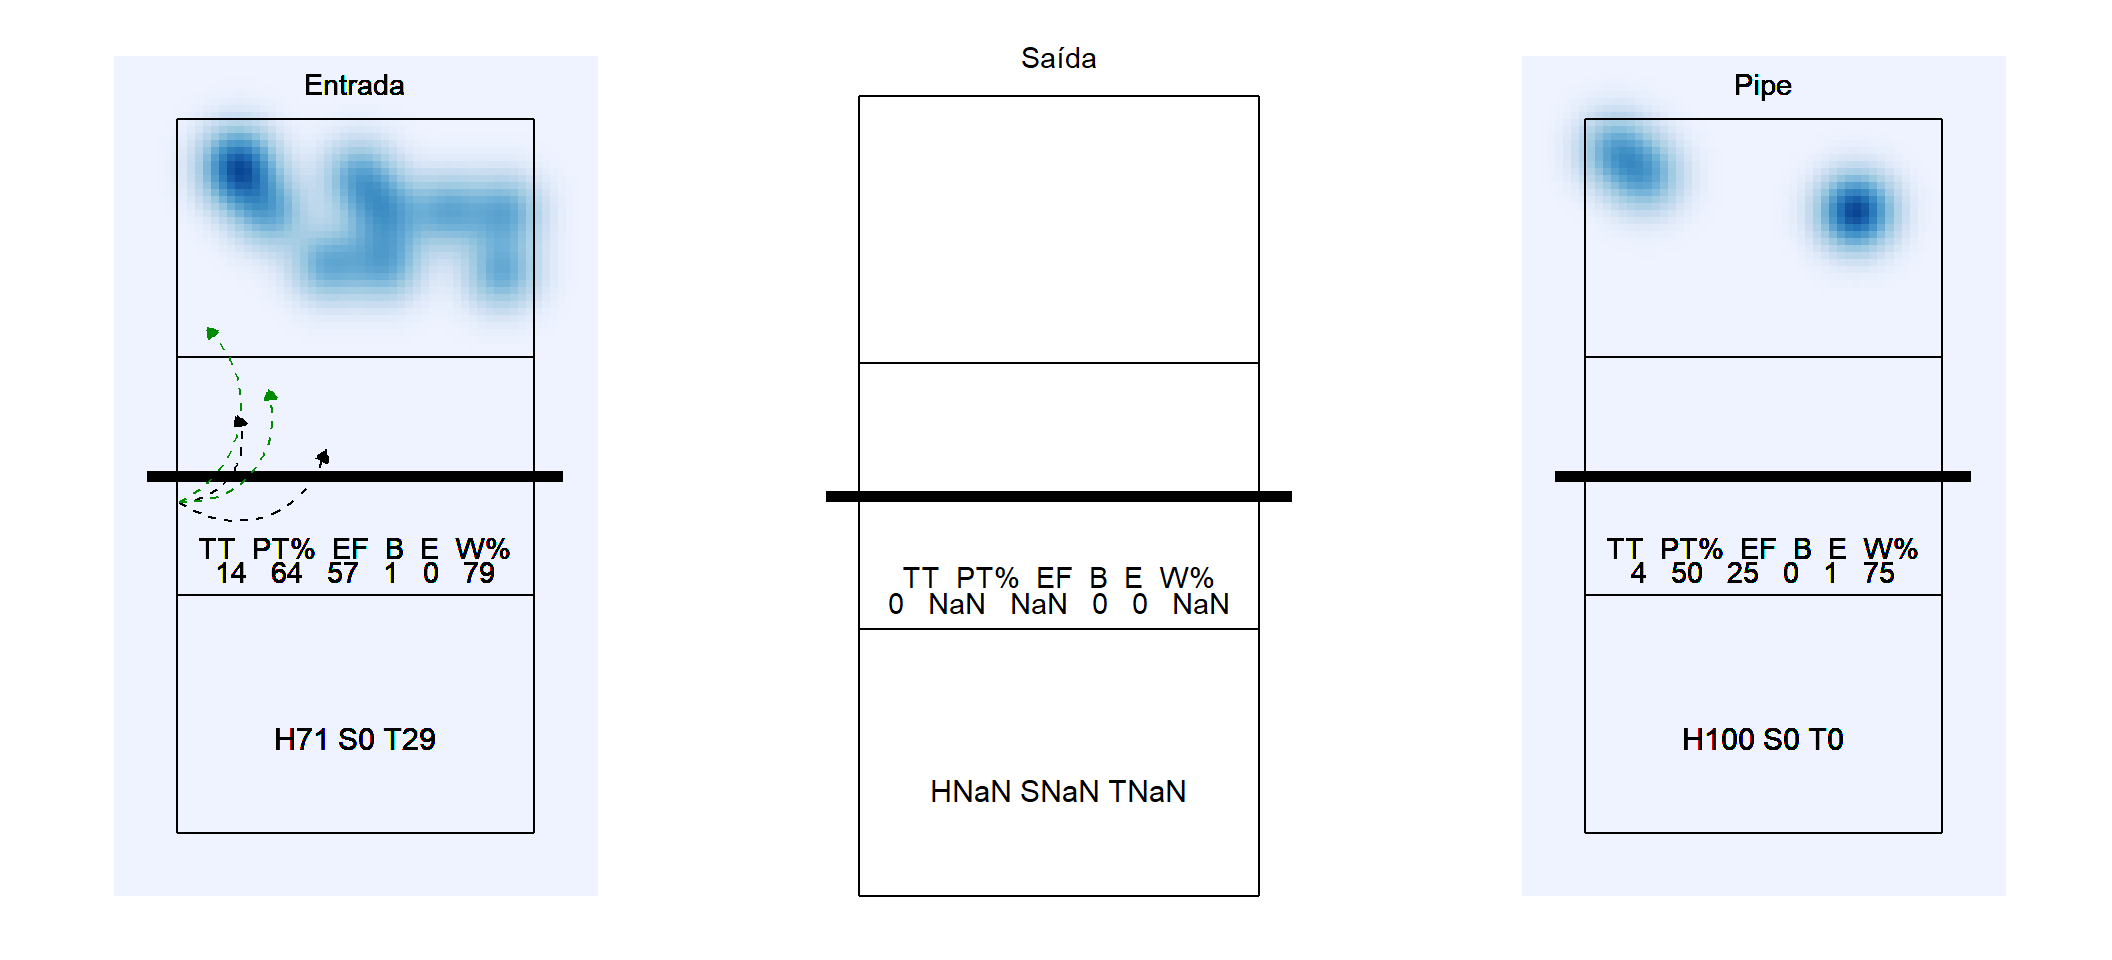 Entrada
TT PT% EF B E W%
14 64 57 1 0 79
H71 S0 T29
Saída
TT PT% EF B E W%
0 NaN NaN 0 0 NaN
HNaN SNaN TNaN
Pipe
TT PT% EF B E W%
4 50 25 0 1 75
H100 S0 T0